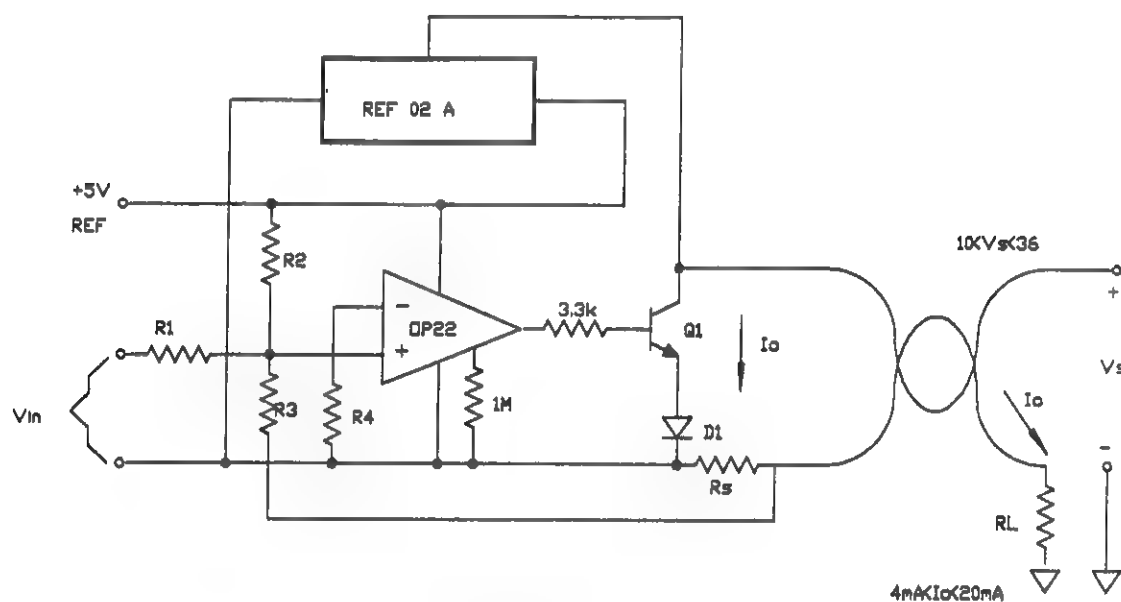 REF 02 A
+5V
REF
R2
10<Vs<36
3.3k
OP22
-
+
R1
Q1
Io
+
Vs
Vin
R3
R4
1M
D1
Io
-
Rs
RL
4mA<Io<20mA